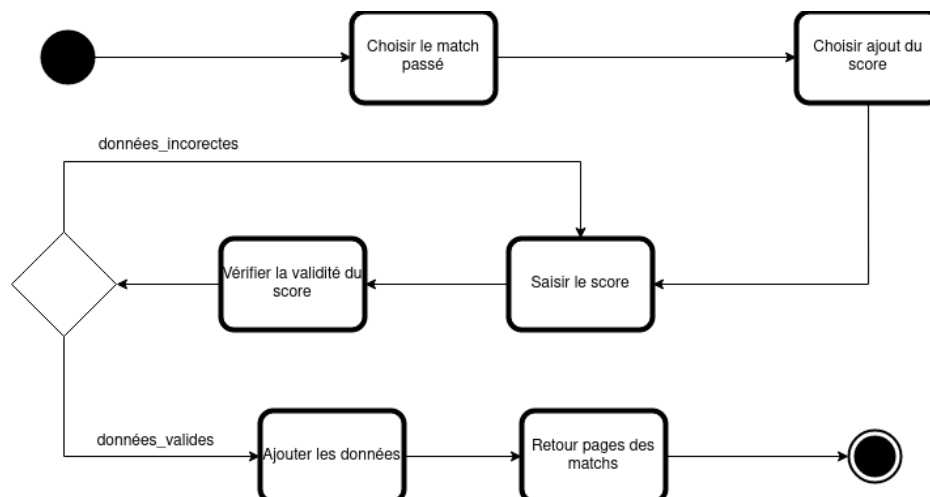 Choisir le match
passé
Choisir ajout du
score
données_incorectes
Vérifier la validité du
score
Saisir le score
données_valides
Ajouter les données
Retour pages des
matchs